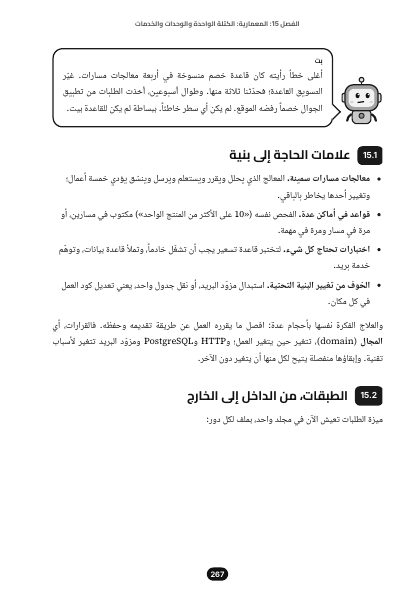 الفصل 15: المعمارية: الكتلة الواحدة والوحدات والخدمات
بت
أغلى خطأ رأيته كان قاعدة خصم منسوخة في أربعة معالجات مسارات. غيّر
التسويق القاعدة؛ فحدّثنا ثلاثة منها. وطوال أسبوعين، أخذت الطلبات من تطبيق
الجوال خصماً رفضه الموقع. لم يكن أي سطر خاطئاً. ببساطة لم يكن للقاعدة بيت.
15.1 علامات الحاجة إلى بنية
• معالجات مسارات سمينة. المعالج الذي يحلل ويقرر ويستعلم ويرسل وينسّق يؤدي خمسة أعمال؛
وتغيير أحدها يخاطر بالباقي.
• قواعد في أماكن عدة. الفحص نفسه («10 على الأكثر من المنتج الواحد») مكتوب في مسارين، أو
مرة في مسار ومرة في مهمة.
• اختبارات تحتاج كل شيء. لتختبر قاعدة تسعير يجب أن تشغّل خادماً، وتملأ قاعدة بيانات، وتوهم
خدمة بريد.
• الخوف من تغيير البنية التحتية. استبدال مزوّد البريد، أو نقل جدول واحد، يعني تعديل كود العمل
في كل مكان.
والعلاج الفكرة نفسها بأحجام عدة: افصل ما يقرره العمل عن طريقة تقديمه وحفظه. فالقرارات، أي
المجال (domain)، تتغير حين يتغير العمل؛ وHTTP وPostgreSQL ومزوّد البريد تتغير لأسباب
تقنية. وإبقاؤها منفصلة يتيح لكل منها أن يتغير دون الآخر.
15.2 الطبقات، من الداخل إلى الخارج
ميزة الطلبات تعيش الآن في مجلد واحد، بملف لكل دور:
267